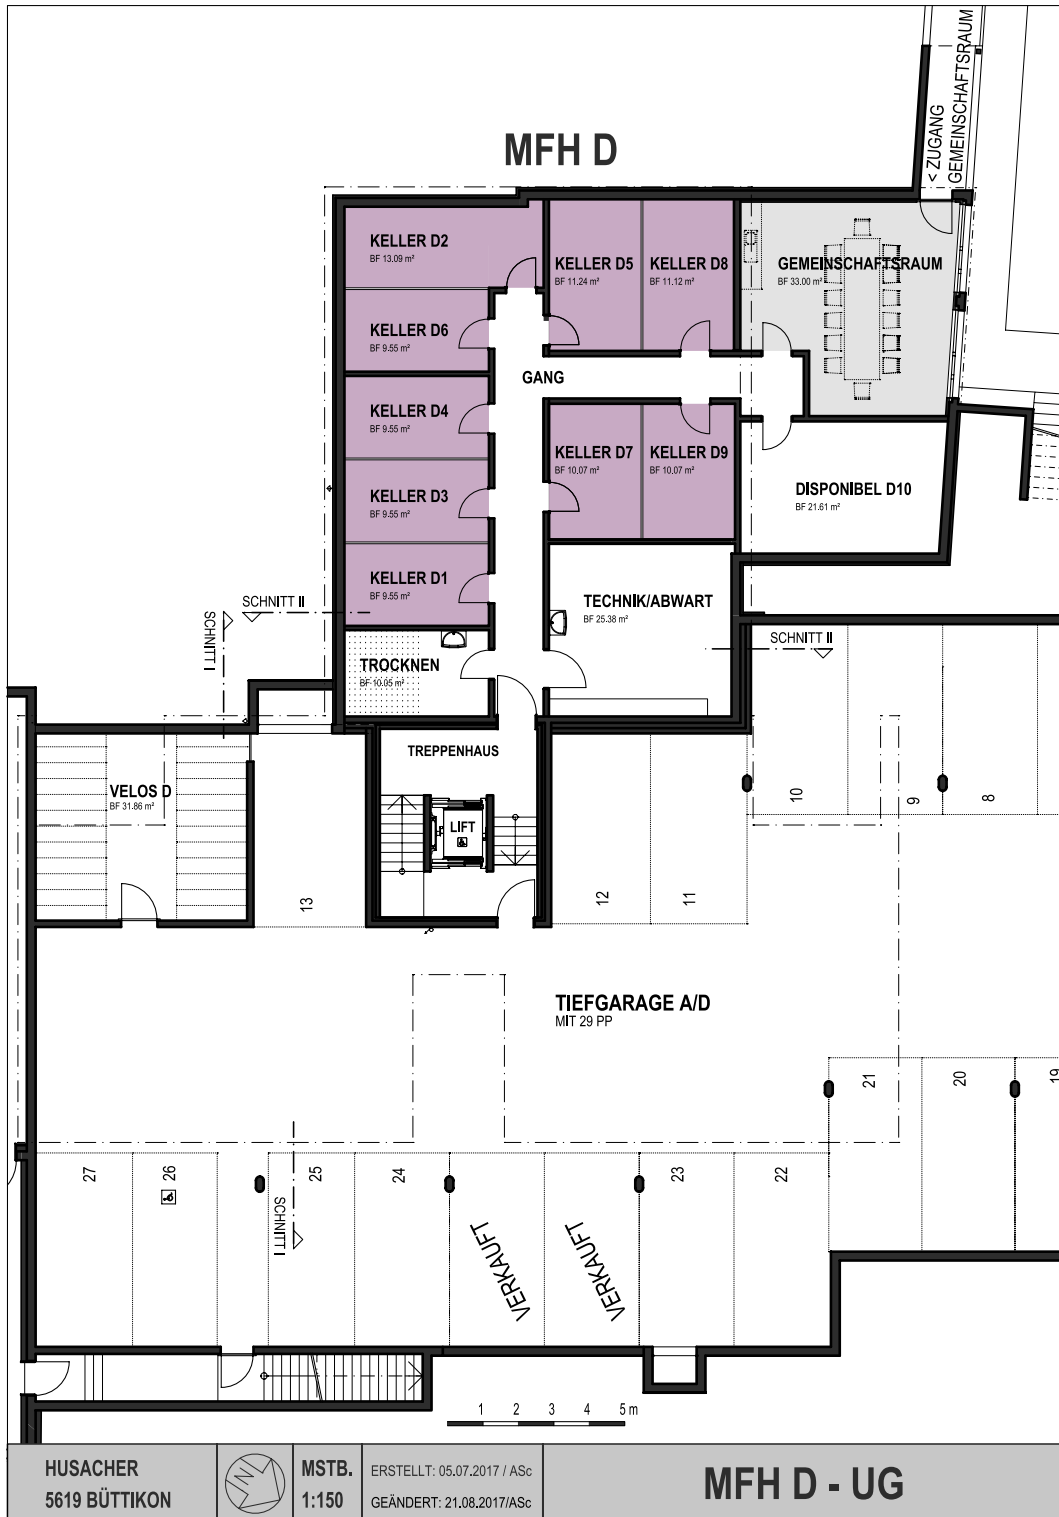 MFH D
< ZUGANG
GEMEINSCHAFTSRAUM
GEMEINSCHAFTSRAUM
KELLER D2
BF 13.09 m²
KELLER D5
BF 11.24 m²
KELLER D8
BF 11.12 m²
GEMEINSCHAFTSRAUM
BF 33.00 m²
KELLER D6
BF 9.55 m²
GANG
KELLER D4
BF 9.55 m²
KELLER D7
BF 10.07 m²
KELLER D9
BF 10.07 m²
KELLER D3
BF 9.55 m²
DISPONIBEL D10
BF 21.61 m²
KELLER D1
BF 9.55 m²
TECHNIK/ABWART
BF 25.38 m²
SCHNITT II
SCHNITT I
SCHNITT II
TROCKNEN
BF 10.05 m²
TREPPENHAUS
VELOS D
BF 31.86 m²
LIFT
10
9
8
13
12
11
TIEFGARAGE A/D
MIT 29 PP
21
20
19
27
26
25
24
23
22
SCHNITT I
VERKAUFT
VERKAUFT
1 2 3 4 5 m
HUSACHER
5619 BÜTTIKON
N
MSTB.
1:150
ERSTELLT: 05.07.2017 / ASc
GEÄNDERT: 21.08.2017/ASc
MFH D - UG